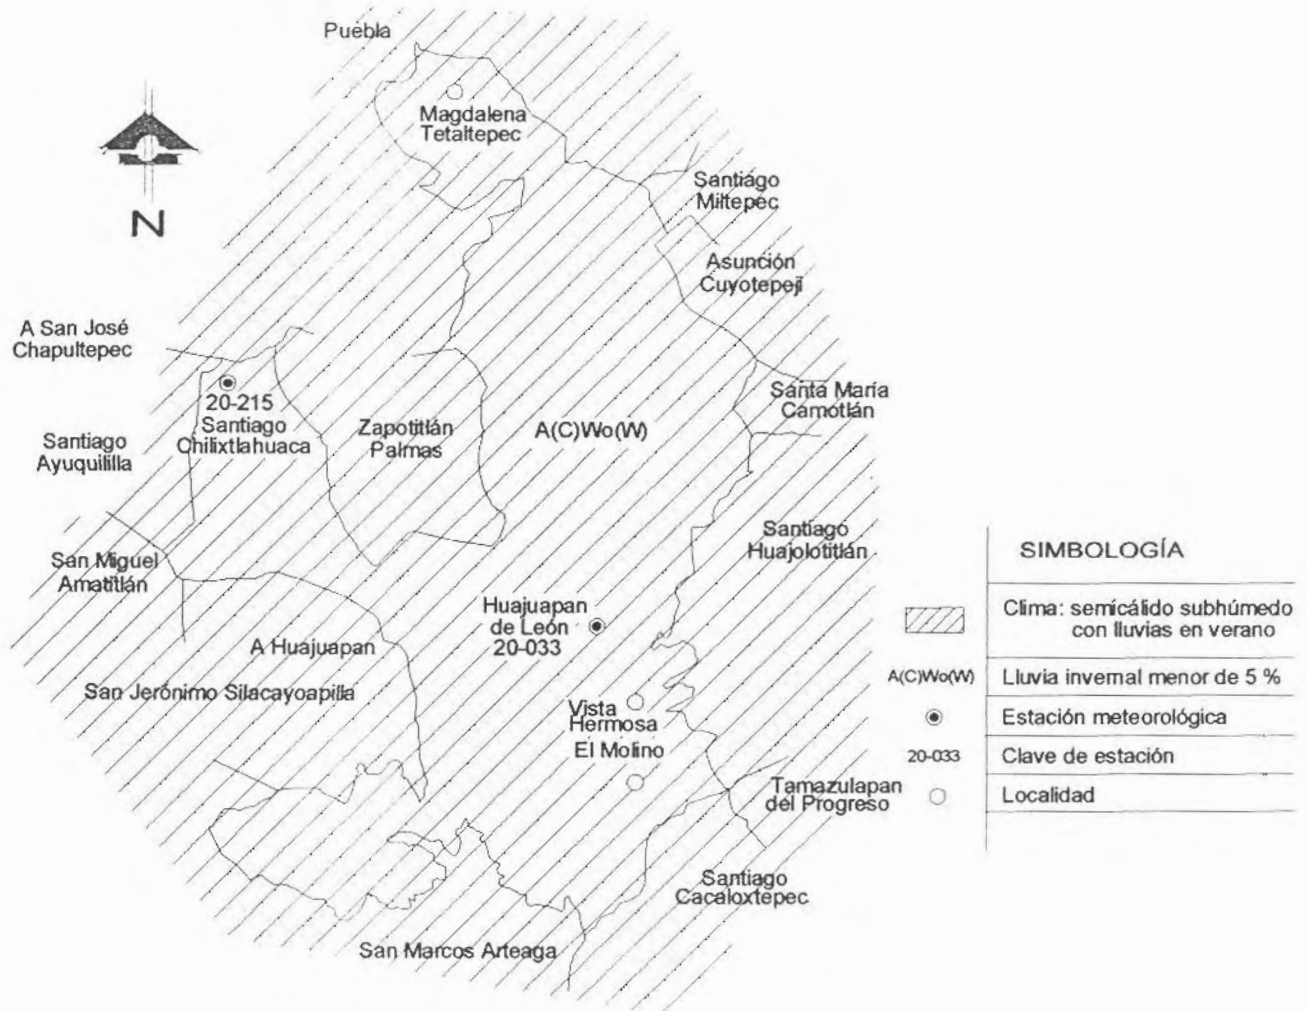 Puebla
Magdalena
Tetaltepec
N
Santiago
Miltepec
Asunción
Cuyotepejí
A San José
Chapultepec
20-215
Santiago
Chilixtlahuaca
Santiago
Ayuquililla
Zapotitlán
Palmas
A(C)Wo(W)
Santa María
Camotlán
San Miguel
Amatitlán
Santiago
Huajolotitlán
Huajuapan
de León
20-033
A Huajuapan
San Jerónimo Silacayoapilla
Vista
Hermosa
El Molino
Tamazulapan
del Progreso
Santiago
Cacaloxtepec
San Marcos Arteaga
SIMBOLOGÍA
Clima: semicálido subhúmedo
con lluvias en verano
A(C)Wo(W) Lluvia invernal menor de 5 %
Estación meteorológica
20-033 Clave de estación
Localidad